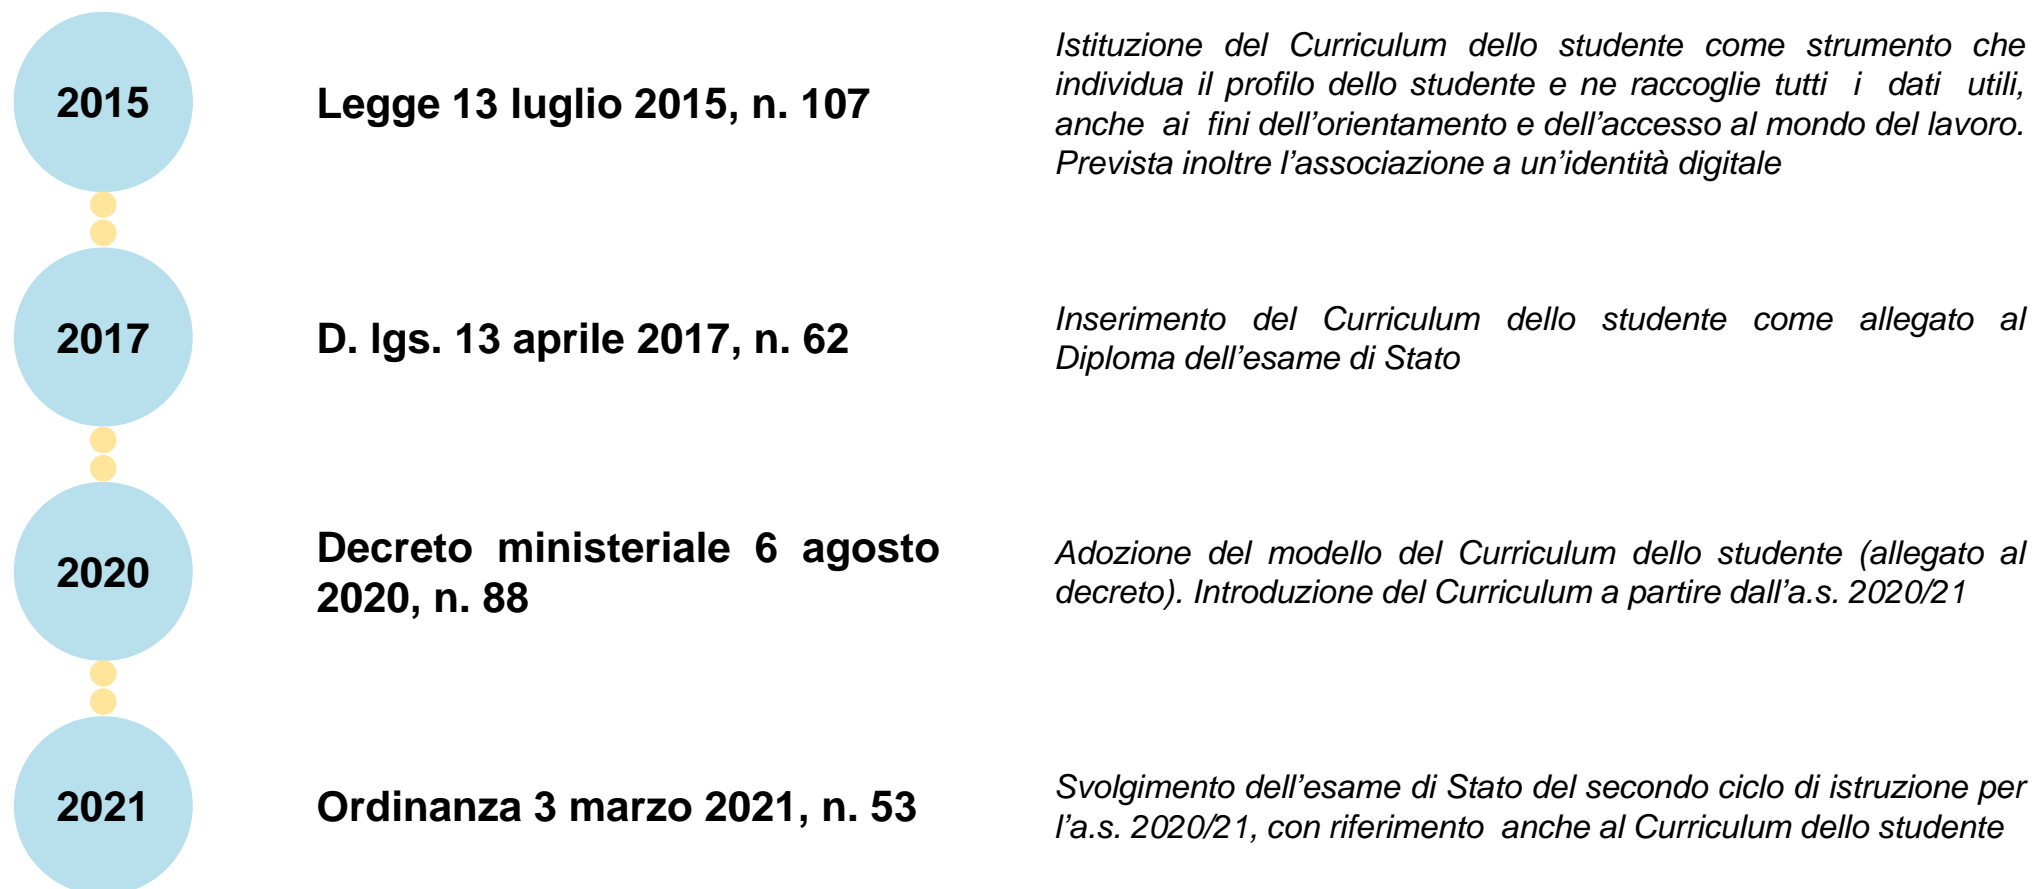 2015
Legge 13 luglio 2015, n. 107
Istituzione del Curriculum dello studente come strumento che
individua il profilo dello studente e ne raccoglie tutti i dati utili,
anche ai fini dell’orientamento e dell’accesso al mondo del lavoro.
Prevista inoltre l’associazione a un’identità digitale
2017
D. lgs. 13 aprile 2017, n. 62
Inserimento del Curriculum dello studente come allegato al
Diploma dell’esame di Stato
2020
Decreto ministeriale 6 agosto
2020, n. 88
Adozione del modello del Curriculum dello studente (allegato al
decreto). Introduzione del Curriculum a partire dall’a.s. 2020/21
2021
Ordinanza 3 marzo 2021, n. 53
Svolgimento dell’esame di Stato del secondo ciclo di istruzione per
l’a.s. 2020/21, con riferimento anche al Curriculum dello studente